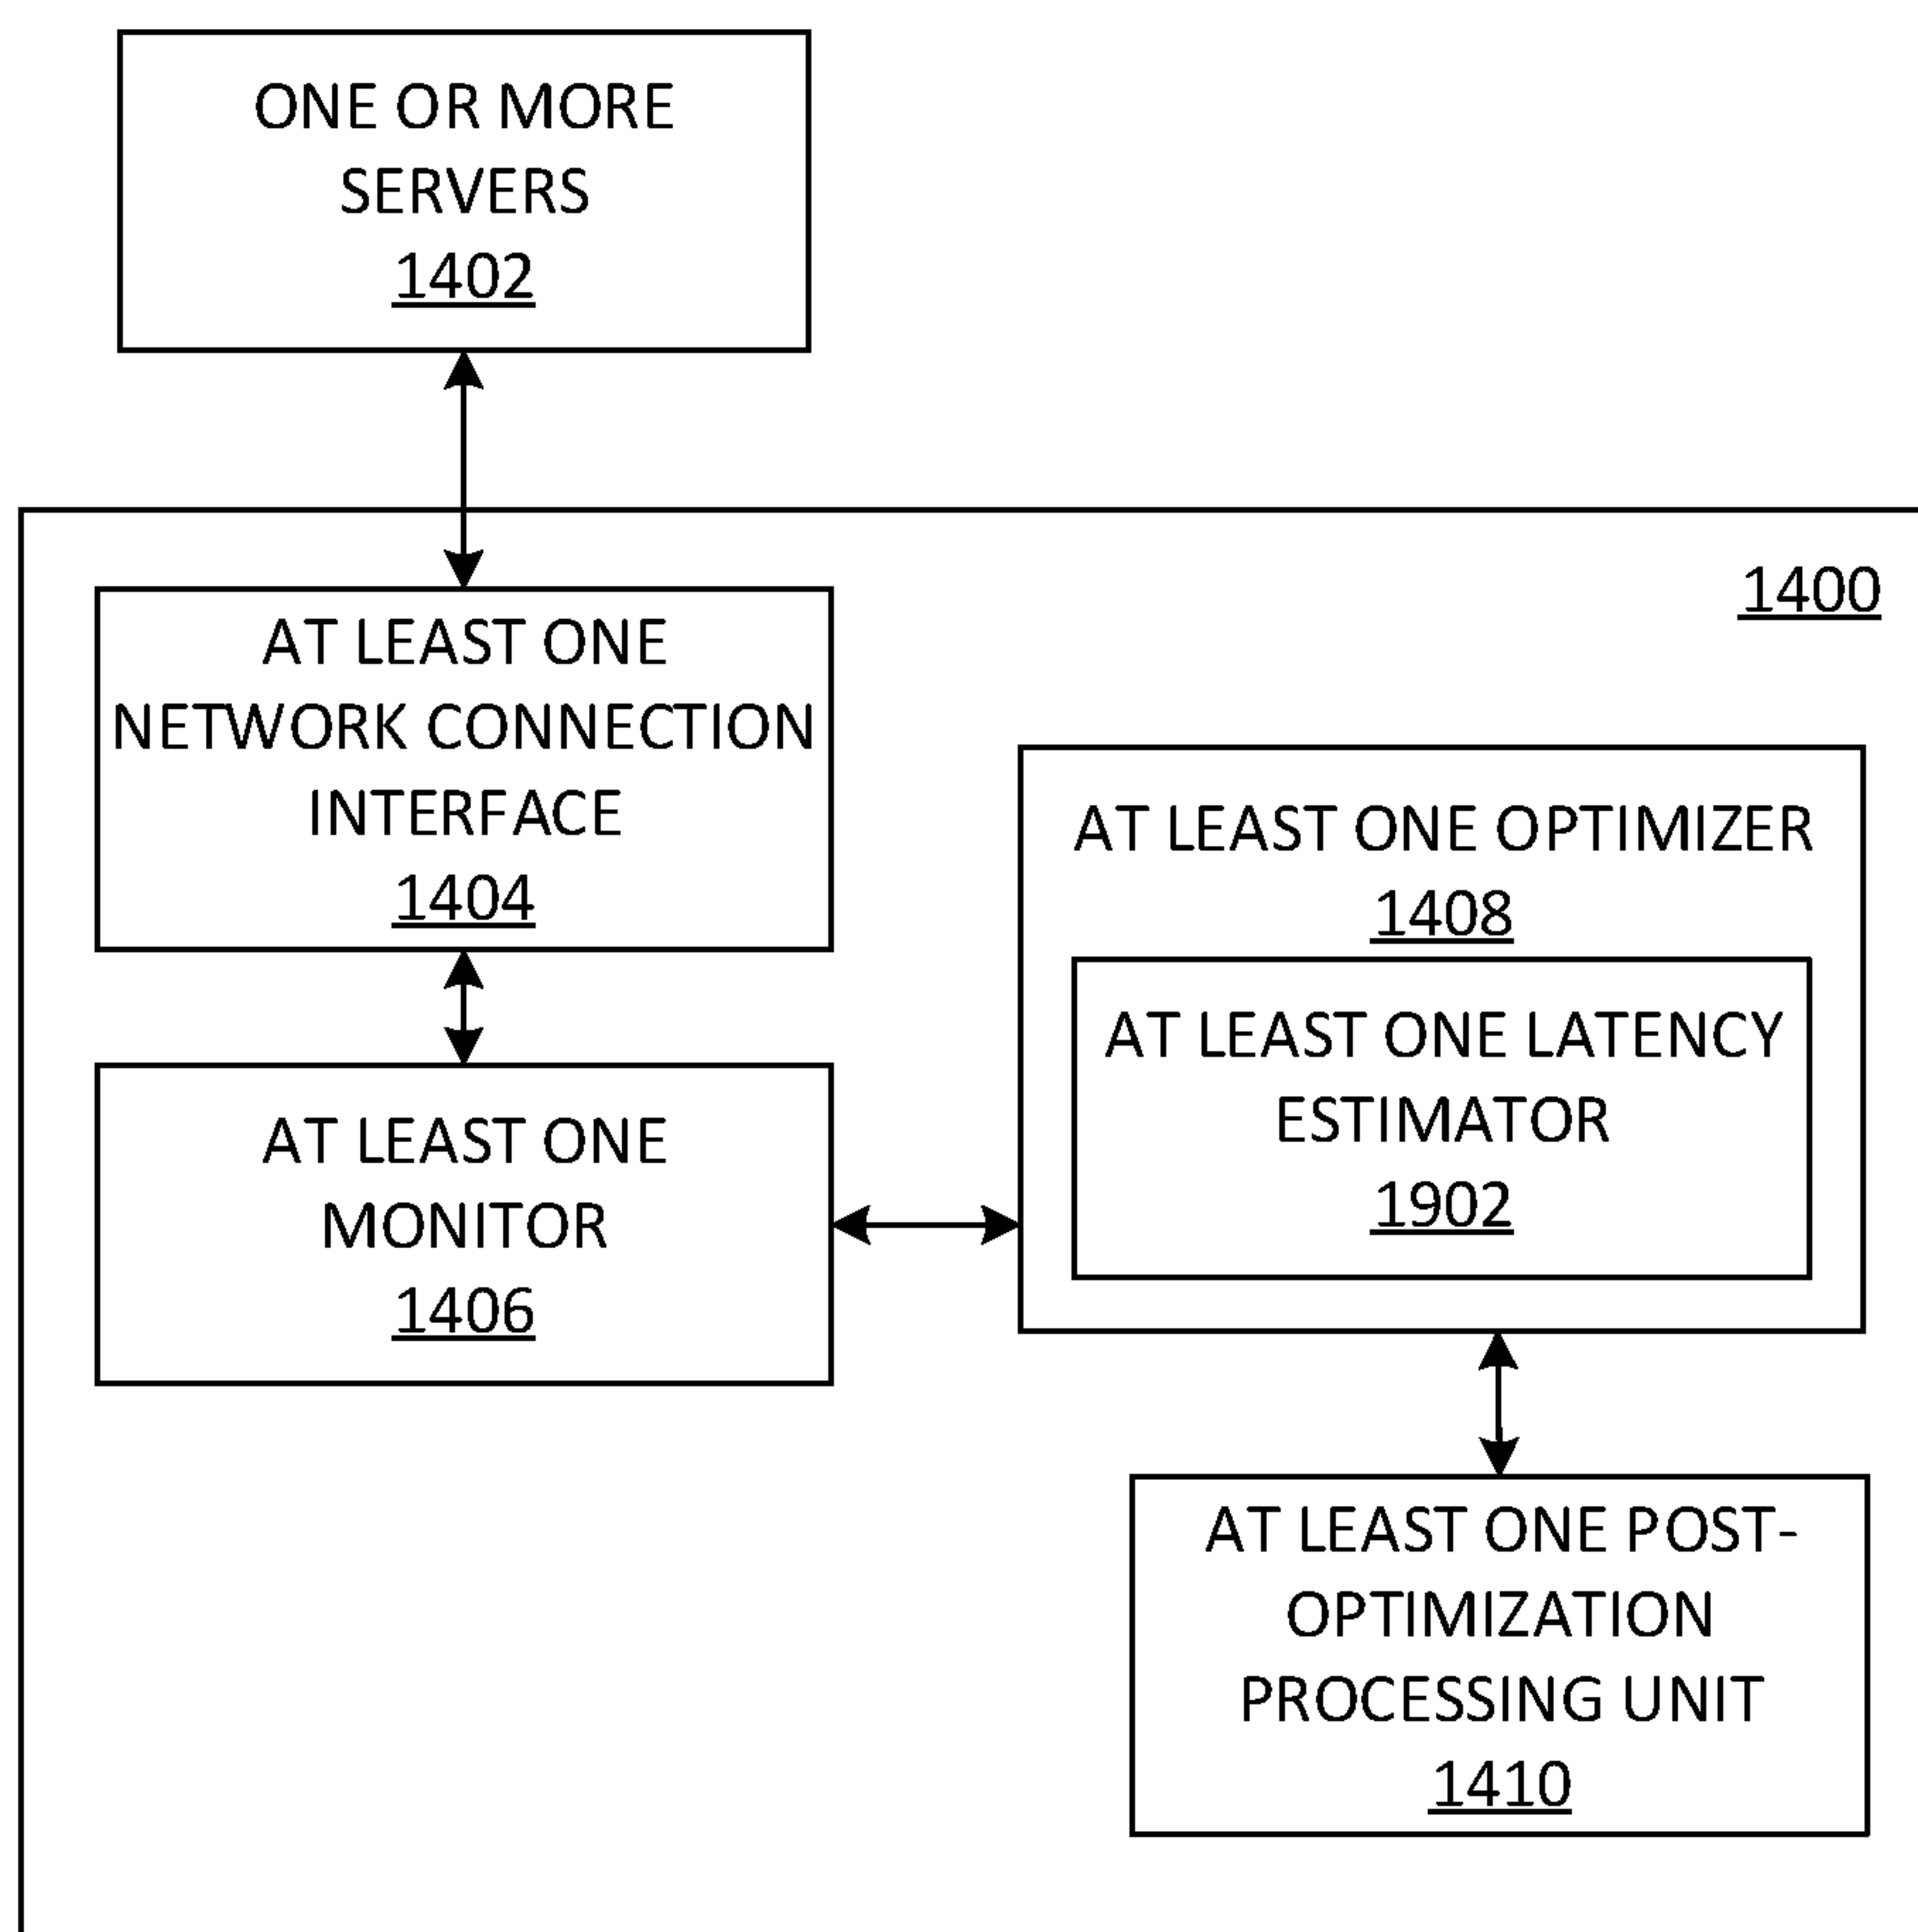 ONE OR MORE
SERVERS
1402
1400
AT LEAST ONE
NETWORK CONNECTION
INTERFACE
1404
AT LEAST ONE OPTIMIZER
1408
AT LEAST ONE LATENCY
ESTIMATOR
1902
AT LEAST ONE
MONITOR
1406
AT LEAST ONE POST-
OPTIMIZATION
PROCESSING UNIT
1410